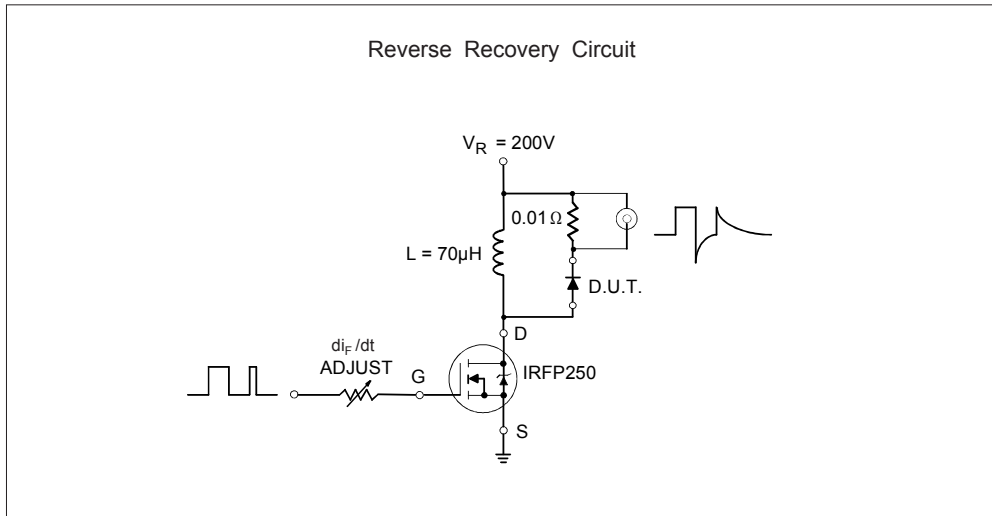 Reverse Recovery Circuit
V_R = 200V
0.01 Ω
L = 70µH
D.U.T.
D
di_F/dt
ADJUST
G
IRFP250
S